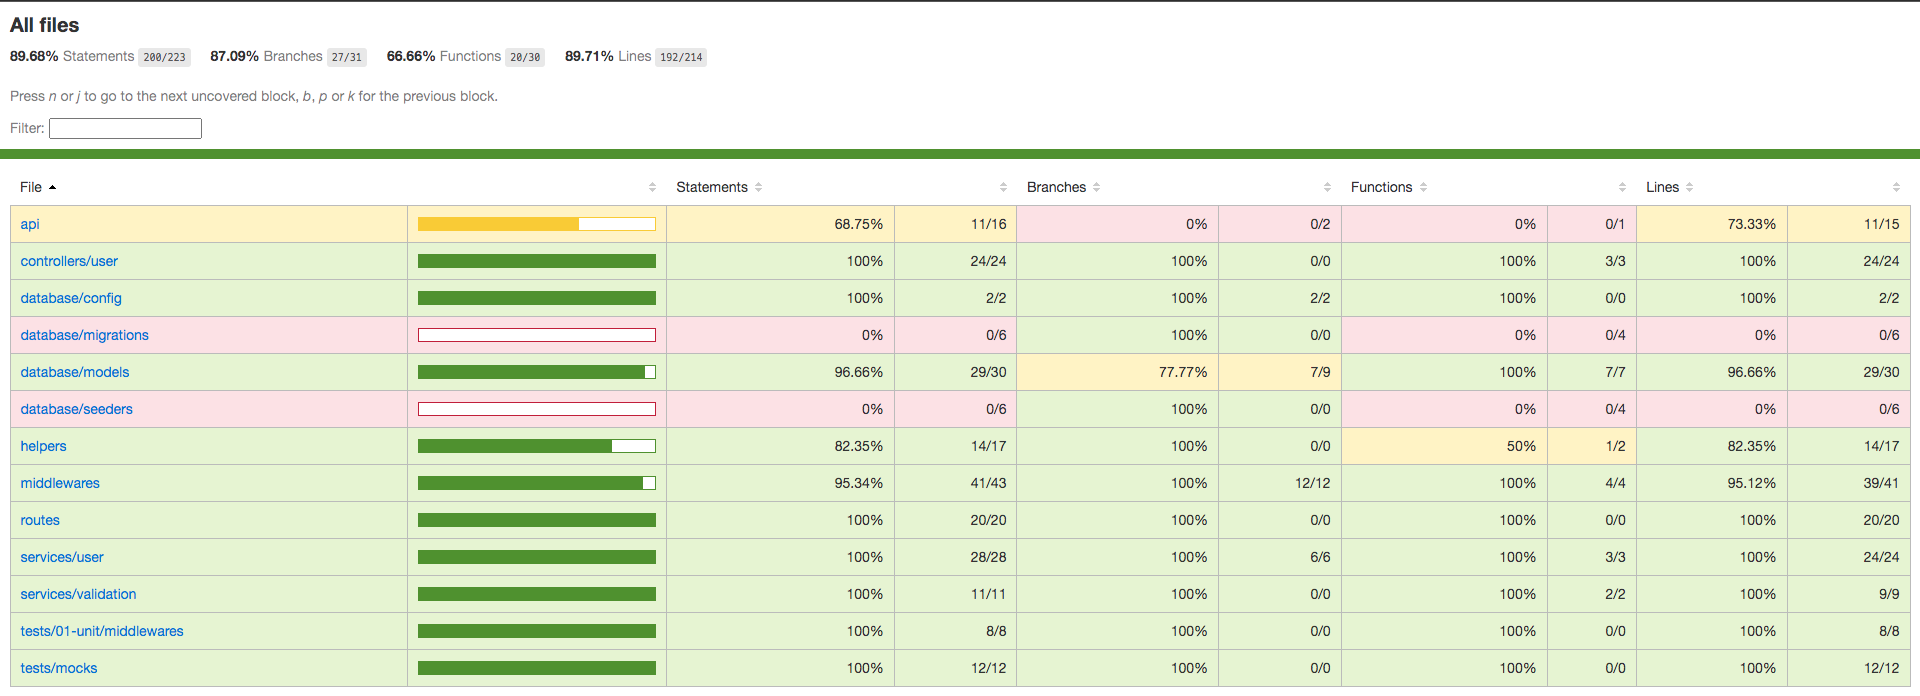 All files
89.68% Statements 200/223 87.09% Branches 27/31 66.66% Functions 20/30 89.71% Lines 192/214
Press n or j to go to the next uncovered block, b, p or k for the previous block.
Filter:
File Statements Branches Functions Lines
api 68.75% 11/16 0% 0/2 0% 0/1 73.33% 11/15
controllers/user 100% 24/24 100% 0/0 100% 3/3 100% 24/24
database/config 100% 2/2 100% 2/2 100% 0/0 100% 2/2
database/migrations 0% 0/6 100% 0/0 0% 0/4 0% 0/6
database/models 96.66% 29/30 77.77% 7/9 100% 7/7 96.66% 29/30
database/seeders 0% 0/6 100% 0/0 0% 0/4 0% 0/6
helpers 82.35% 14/17 100% 0/0 50% 1/2 82.35% 14/17
middlewares 95.34% 41/43 100% 12/12 100% 4/4 95.12% 39/41
routes 100% 20/20 100% 0/0 100% 0/0 100% 20/20
services/user 100% 28/28 100% 6/6 100% 3/3 100% 24/24
services/validation 100% 11/11 100% 0/0 100% 2/2 100% 9/9
tests/01-unit/middlewares 100% 8/8 100% 0/0 100% 0/0 100% 8/8
tests/mocks 100% 12/12 100% 0/0 100% 0/0 100% 12/12